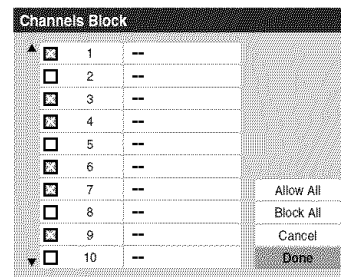 Channels Block
1 --
2 --
3 --
4 --
5 --
6 --
7 --
8 --
9 --
10 --
Allow All
Block All
Cancel
Done